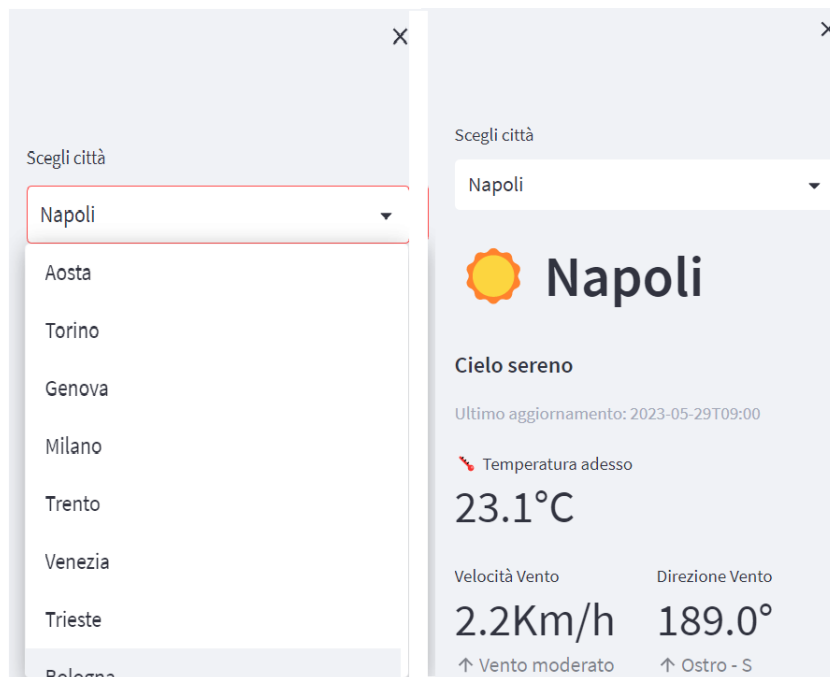 Scegli città
Napoli
Aosta
Torino
Genova
Milano
Trento
Venezia
Trieste
Bologna
Scegli città
Napoli
Napoli
Cielo sereno
Ultimo aggiornamento: 2023-05-29T09:00
Temperatura adesso
23.1°C
Velocità Vento Direzione Vento
2.2Km/h 189.0°
↑ Vento moderato ↑ Ostro - S